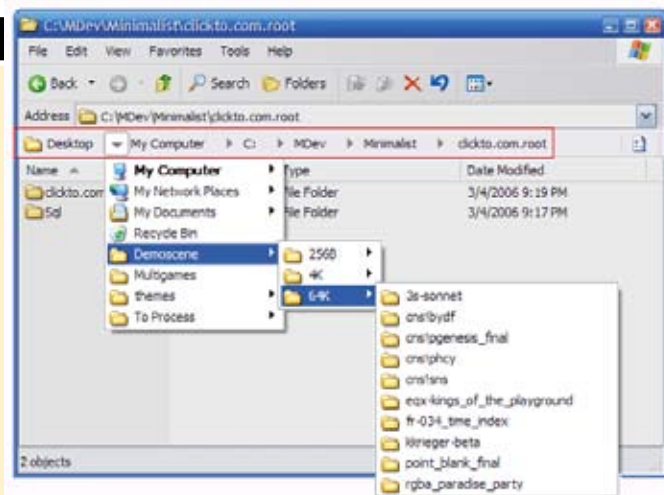 C:\MDev\Minimalist\clickto.com.root
File Edit View Favorites Tools Help
Back Search Folders
Address C:\MDev\Minimalist\clickto.com.root
Desktop My Computer C: MDev Minimalist clickto.com.root
Name Type Date Modified
clickto.com File Folder 3/4/2006 9:19 PM
Sql File Folder 3/4/2006 9:17 PM
My Computer
My Network Places
My Documents
Recycle Bin
Demoscene
Multigames
themes
To Process
256B
4K
64K
3s-sonnet
cns!bydf
cns!pgenesis_final
cns!phcy
cns!sns
eqx-kings_of_the_playground
fr-034_time_index
kkrieger-beta
point_blank_final
rgba_paradise_party
2 objects